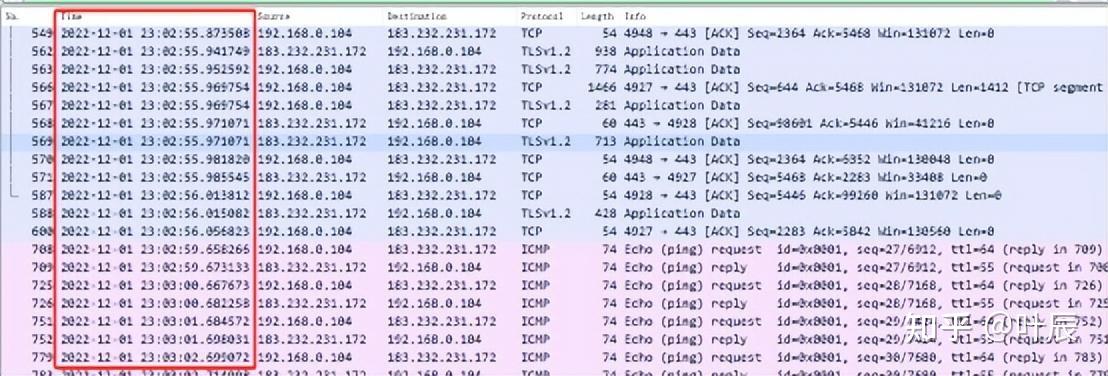 No. Time Source Destination Protocol Length Info
549 2022-12-01 23:02:55.873508 192.168.0.104 183.232.231.172 TCP 54 4948 → 443 [ACK] Seq=2364 Ack=5468 Win=131072 Len=0
562 2022-12-01 23:02:55.941749 192.168.0.104 183.232.231.172 TLSv1.2 938 Application Data
563 2022-12-01 23:02:55.952592 192.168.0.104 183.232.231.172 TLSv1.2 774 Application Data
566 2022-12-01 23:02:55.969754 192.168.0.104 183.232.231.172 TCP 1466 4927 → 443 [ACK] Seq=644 Ack=5468 Win=131072 Len=1412 [TCP segment
567 2022-12-01 23:02:55.969754 192.168.0.104 183.232.231.172 TLSv1.2 281 Application Data
568 2022-12-01 23:02:55.971071 183.232.231.172 192.168.0.104 TCP 60 443 → 4928 [ACK] Seq=98601 Ack=5446 Win=41216 Len=0
569 2022-12-01 23:02:55.971071 183.232.231.172 192.168.0.104 TLSv1.2 713 Application Data
570 2022-12-01 23:02:55.981820 192.168.0.104 183.232.231.172 TCP 54 4948 → 443 [ACK] Seq=2364 Ack=6352 Win=130048 Len=0
571 2022-12-01 23:02:55.985545 183.232.231.172 192.168.0.104 TCP 60 443 → 4927 [ACK] Seq=5468 Ack=2283 Win=33408 Len=0
587 2022-12-01 23:02:56.013812 192.168.0.104 183.232.231.172 TCP 54 4928 → 443 [ACK] Seq=5446 Ack=99260 Win=131072 Len=0
588 2022-12-01 23:02:56.015082 183.232.231.172 192.168.0.104 TLSv1.2 428 Application Data
600 2022-12-01 23:02:56.056823 192.168.0.104 183.232.231.172 TCP 54 4927 → 443 [ACK] Seq=2283 Ack=5842 Win=130560 Len=0
708 2022-12-01 23:02:59.658266 192.168.0.104 183.232.231.172 ICMP 74 Echo (ping) request id=0x0001, seq=27/6912, ttl=64 (reply in 709)
709 2022-12-01 23:02:59.673133 183.232.231.172 192.168.0.104 ICMP 74 Echo (ping) reply id=0x0001, seq=27/6912, ttl=55 (request in 708
725 2022-12-01 23:03:00.667673 192.168.0.104 183.232.231.172 ICMP 74 Echo (ping) request id=0x0001, seq=28/7168, ttl=64 (reply in 726)
726 2022-12-01 23:03:00.682258 183.232.231.172 192.168.0.104 ICMP 74 Echo (ping) reply id=0x0001, seq=28/7168, ttl=55 (request in 725
751 2022-12-01 23:03:01.684572 192.168.0.104 183.232.231.172 ICMP 74 Echo (ping) request id=0x0001, 752)
752 2022-12-01 23:03:01.698031 183.232.231.172 192.168.0.104 ICMP 74 Echo (ping) reply id=0x0001, in 751
779 2022-12-01 23:03:02.699072 192.168.0.104 183.232.231.172 ICMP 74 Echo (ping) request id=0x0001, seq=30/7680, ttl=64 (reply in 783)
知乎 @叶辰